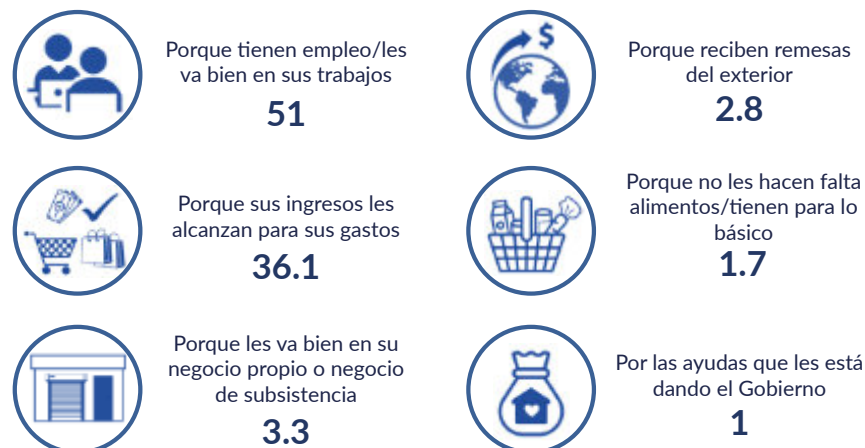 Porque tienen empleo/les
va bien en sus trabajos
51
Porque reciben remesas
del exterior
2.8
Porque sus ingresos les
alcanzan para sus gastos
36.1
Porque no les hacen falta
alimentos/tienen para lo
básico
1.7
Porque les va bien en su
negocio propio o negocio
de subsistencia
3.3
Por las ayudas que les está
dando el Gobierno
1